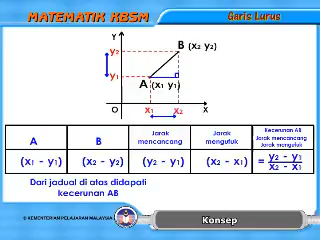 MATEMATIK KBSM
Garis Lurus
Y
y2
B (x2 y2)
y1
A (x1 y1)
O
x1
x2
X
A
B
Jarak mencancang
Jarak mengufuk
Kecerunan AB
Jarak mencancang
Jarak mengufuk
(x1 - y1)
(x2 - y2)
(y2 - y1)
(x2 - x1)
= y2 - y1
x2 - x1
Dari jadual di atas didapati
kecerunan AB
© KEMENTERIAN PELAJARAN MALAYSIA
Konsep